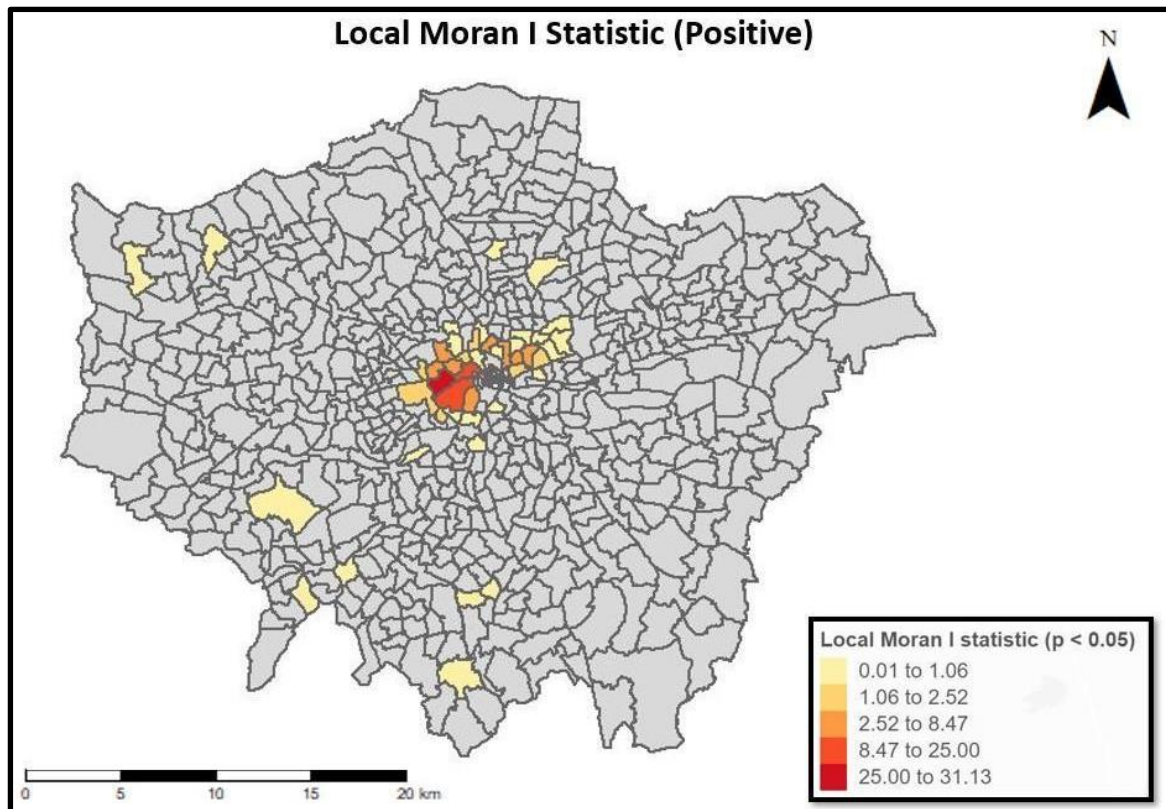 Local Moran I Statistic (Positive)
N
Local Moran I statistic (p < 0.05)
0.01 to 1.06
1.06 to 2.52
2.52 to 8.47
8.47 to 25.00
25.00 to 31.13
0 5 10 15 20 km